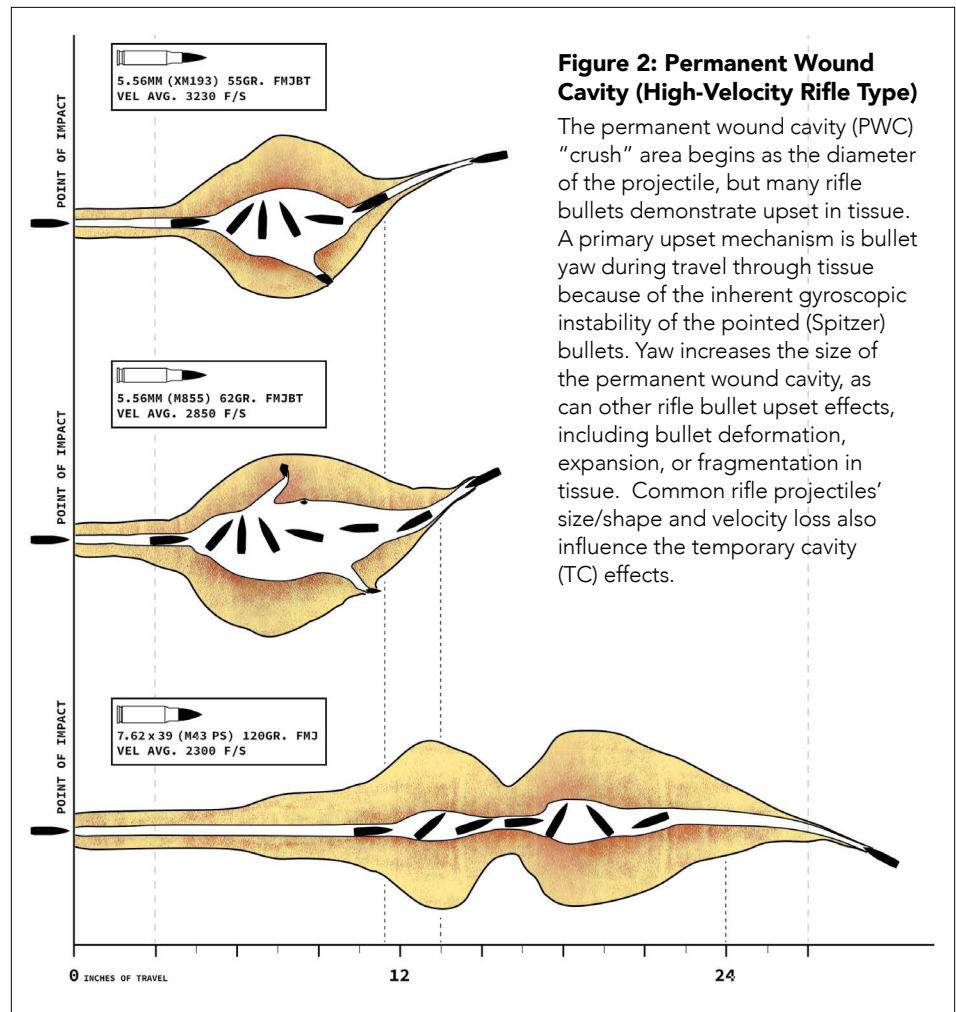 5.56MM (XM193) 55GR. FMJBT
VEL AVG. 3230 F/S
POINT OF IMPACT
Figure 2: Permanent Wound
Cavity (High-Velocity Rifle Type)
The permanent wound cavity (PWC)
“crush” area begins as the diameter
of the projectile, but many rifle
bullets demonstrate upset in tissue.
A primary upset mechanism is bullet
yaw during travel through tissue
because of the inherent gyroscopic
instability of the pointed (Spitzer)
bullets. Yaw increases the size of
the permanent wound cavity, as
can other rifle bullet upset effects,
including bullet deformation,
expansion, or fragmentation in
tissue.  Common rifle projectiles’
size/shape and velocity loss also
influence the temporary cavity
(TC) effects.
5.56MM (M855) 62GR. FMJBT
VEL AVG. 2850 F/S
POINT OF IMPACT
7.62x39 (M43 PS) 120GR. FMJ
VEL AVG. 2300 F/S
POINT OF IMPACT
0 INCHES OF TRAVEL
12
24